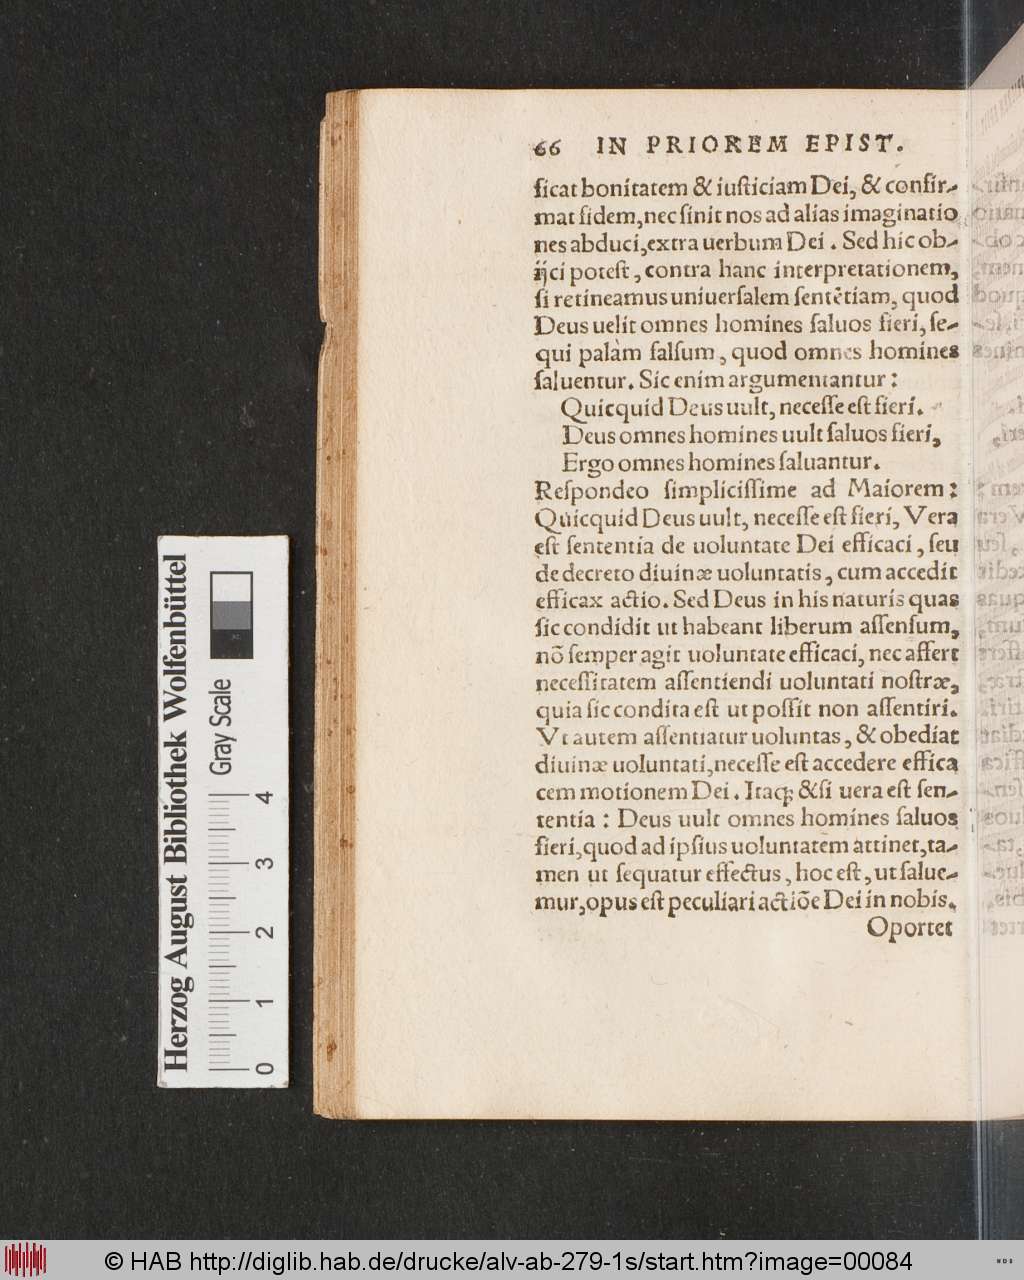 66 IN PRIOREM EPIST.
ficat bonitatem & iuſticiam Dei, & confir-
mat fidem, nec ſinit nos ad alias imaginatio
nes abduci, extra uerbum Dei. Sed hic ob-
ijci poteſt, contra hanc interpretationem,
ſi retineamus uniuerſalem ſentẽtiam, quod
Deus uelit omnes homines ſaluos fieri, ſe-
qui palàm falſum, quod omnes homines
ſaluentur. Sic enim argumentantur:
Quicquid Deus uult, neceſſe eſt fieri.
Deus omnes homines uult ſaluos fieri,
Ergo omnes homines ſaluantur.
Reſpondeo ſimpliciſſime ad Maiorem:
Quicquid Deus uult, neceſſe eſt fieri, Vera
eſt ſententia de uoluntate Dei efficaci, ſeu
de decreto diuinæ uoluntatis, cum accedit
efficax actio. Sed Deus in his naturis quas
ſic condidit ut habeant liberum aſſenſum,
nõ ſemper agit uoluntate efficaci, nec affert
neceſſitatem aſſentiendi uoluntati noſtræ,
quia ſic condita eſt ut poſſit non aſſentiri.
Vt autem aſſentiatur uoluntas, & obediat
diuinæ uoluntati, neceſſe eſt accedere effica
cem motionem Dei. Itaq; & ſi uera eſt ſen-
tentia: Deus uult omnes homines ſaluos
fieri, quod ad ipſius uoluntatem attinet, ta-
men ut ſequatur effectus, hoc eſt, ut ſalue-
mur, opus eſt peculiari actiõe Dei in nobis.
Oportet
Herzog August Bibliothek Wolfenbüttel
Gray Scale
0 1 2 3 4
© HAB http://diglib.hab.de/drucke/alv-ab-279-1s/start.htm?image=00084